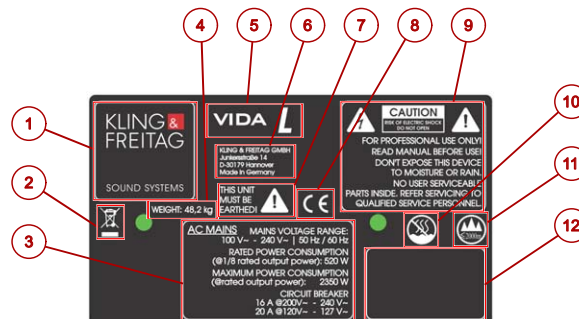 4
5
6
7
8
9
10
11
12
1
2
3
KLING &
FREITAG
SOUND SYSTEMS
VIDA L
KLING & FREITAG GMBH
Junkersstraße 14
D-30179 Hannover
Made in Germany
THIS UNIT
MUST BE
EARTHED!
WEIGHT: 48,2 kg
CE
CAUTION
RISK OF ELECTRIC SHOCK
DO NOT OPEN
FOR PROFESSIONAL USE ONLY!
READ MANUAL BEFORE USE!
DON'T EXPOSE THIS DEVICE
TO MOISTURE OR RAIN.
NO USER SERVICEABLE
PARTS INSIDE. REFER SERVICING TO
QUALIFIED SERVICE PERSONNEL.
≤2000m
AC MAINS MAINS VOLTAGE RANGE:
100 V~ - 240 V~ | 50 Hz / 60 Hz
RATED POWER CONSUMPTION
(@1/8 rated output power): 520 W
MAXIMUM POWER CONSUMPTION
(@rated output power): 2350 W
CIRCUIT BREAKER
16 A @200V~ - 240 V~
20 A @120V~ - 127 V~